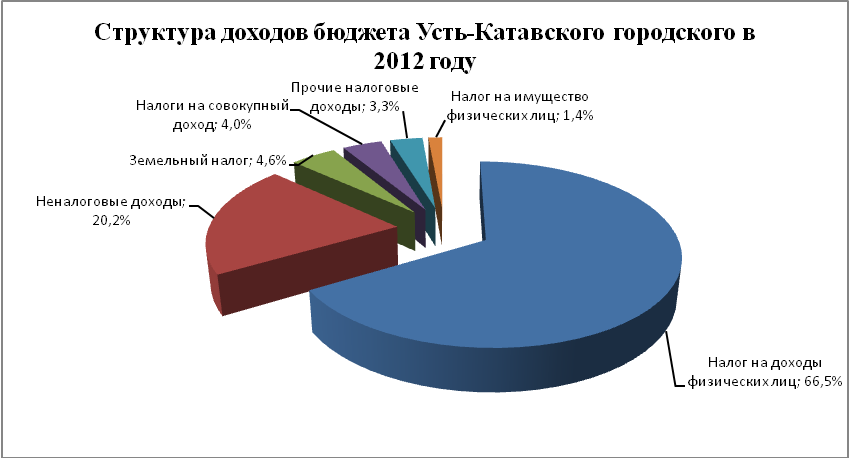 Структура доходов бюджета Усть-Катавского городского в
2012 году
Прочие налоговые
доходы; 3,3%
Налог на имущество
физических лиц; 1,4%
Налоги на совокупный
доход; 4,0%
Земельный налог; 4,6%
Неналоговые доходы;
20,2%
Налог на доходы
физических лиц; 66,5%